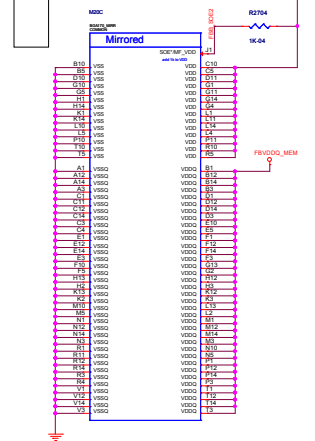 M20C
R2704
BGA170_MIRR
COMMON
FBB_SOE2
1K-04
Mirrored
SOE*/MF_VDD J1
add 1k to VDD
B10 VSS VDD C10
B5 VSS VDD C5
D10 VSS VDD D11
G10 VSS VDD G1
G5 VSS VDD G11
H1 VSS VDD G14
H14 VSS VDD G4
K1 VSS VDD L1
K14 VSS VDD L11
L10 VSS VDD L14
L5 VSS VDD L4
P10 VSS VDD P11
T10 VSS VDD R10
T5 VSS VDD R5
FBVDDQ_MEM
A1 VSSQ VDDQ B1
A12 VSSQ VDDQ B12
A14 VSSQ VDDQ B14
A3 VSSQ VDDQ B3
C1 VSSQ VDDQ D1
C11 VSSQ VDDQ D12
C12 VSSQ VDDQ D14
C14 VSSQ VDDQ D3
C3 VSSQ VDDQ E10
C4 VSSQ VDDQ E5
E1 VSSQ VDDQ F1
E12 VSSQ VDDQ F12
E14 VSSQ VDDQ F14
E3 VSSQ VDDQ F3
F10 VSSQ VDDQ G13
F5 VSSQ VDDQ G2
H13 VSSQ VDDQ H12
H2 VSSQ VDDQ H3
K13 VSSQ VDDQ K12
K2 VSSQ VDDQ K3
M10 VSSQ VDDQ L13
M5 VSSQ VDDQ L2
N1 VSSQ VDDQ M1
N12 VSSQ VDDQ M12
N14 VSSQ VDDQ M14
N3 VSSQ VDDQ M3
R1 VSSQ VDDQ N10
R11 VSSQ VDDQ N5
R12 VSSQ VDDQ P1
R14 VSSQ VDDQ P12
R3 VSSQ VDDQ P14
R4 VSSQ VDDQ P3
V1 VSSQ VDDQ T1
V12 VSSQ VDDQ T12
V14 VSSQ VDDQ T14
V3 VSSQ VDDQ T3